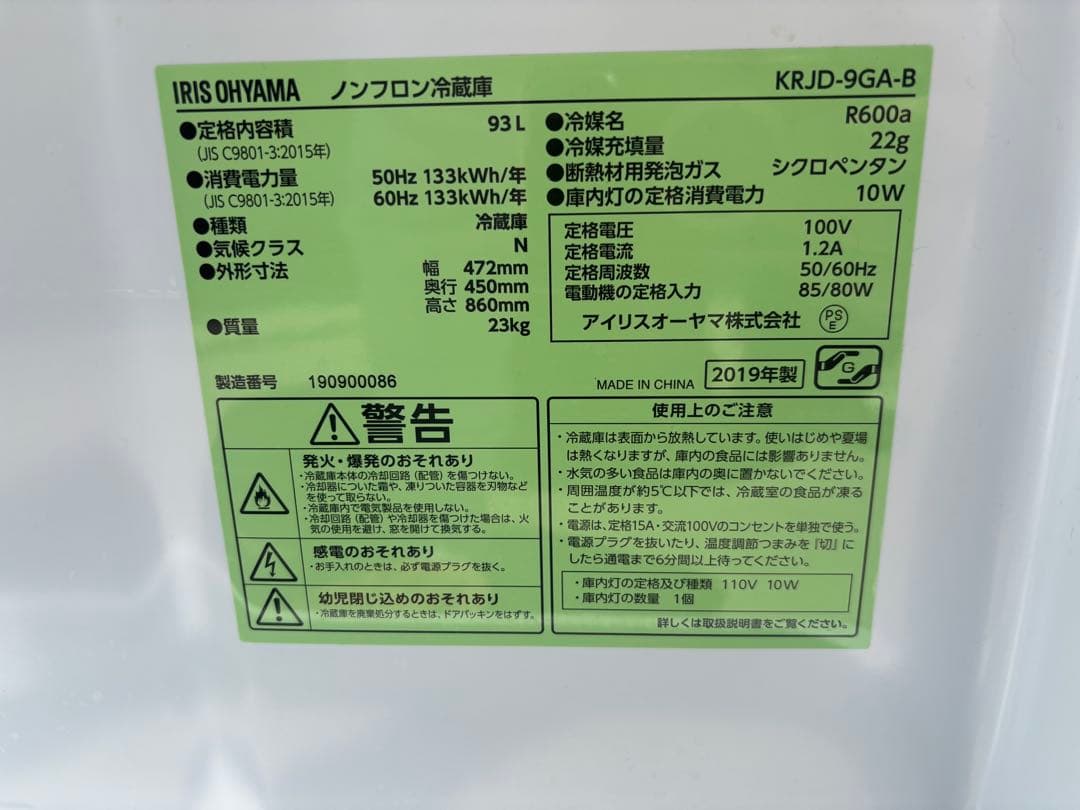 IRIS OHYAMA ノンフロン冷蔵庫 KRJD-9GA-B
●定格内容積 93L
(JIS C9801-3:2015年)
●消費電力量 50Hz 133kWh/年
(JIS C9801-3:2015年) 60Hz 133kWh/年
●種類 冷蔵庫
●気候クラス N
●外形寸法 幅 472mm
奥行 450mm
高さ 860mm
●質量 23kg
●冷媒名 R600a
●冷媒充填量 22g
●断熱材用発泡ガス シクロペンタン
●庫内灯の定格消費電力 10W
定格電圧 100V
定格電流 1.2A
定格周波数 50/60Hz
電動機の定格入力 85/80W
アイリスオーヤマ株式会社 PSE
製造番号 190900086
MADE IN CHINA 2019年製 G
警告
発火・爆発のおそれあり
・冷蔵庫本体の冷却回路（配管）を傷つけない。
・冷却器についた霜や、凍りついた容器を刃物など
を使って取らない。
・冷蔵庫内で電気製品を使用しない。
・冷却回路（配管）や冷却器を傷つけた場合は、火
気の使用を避け、窓を開けて換気する。
感電のおそれあり
・お手入れのときは、必ず電源プラグを抜く。
幼児閉じ込めのおそれあり
・冷蔵庫を廃棄処分するときは、ドアパッキンをはずす。
使用上のご注意
・冷蔵庫は表面から放熱しています。使いはじめや夏場
は熱くなりますが、庫内の食品には影響ありません。
・水気の多い食品は庫内の奥に置かないでください。
・周囲温度が約5℃以下では、冷蔵室の食品が凍る
ことがあります。
・電源は、定格15A・交流100Vのコンセントを単独で使う。
・電源プラグを抜いたり、温度調節つまみを『切』に
したら通電まで6分間以上待ってください。
・庫内灯の定格及び種類 110V 10W
・庫内灯の数量 1個
詳しくは取扱説明書をご覧ください。